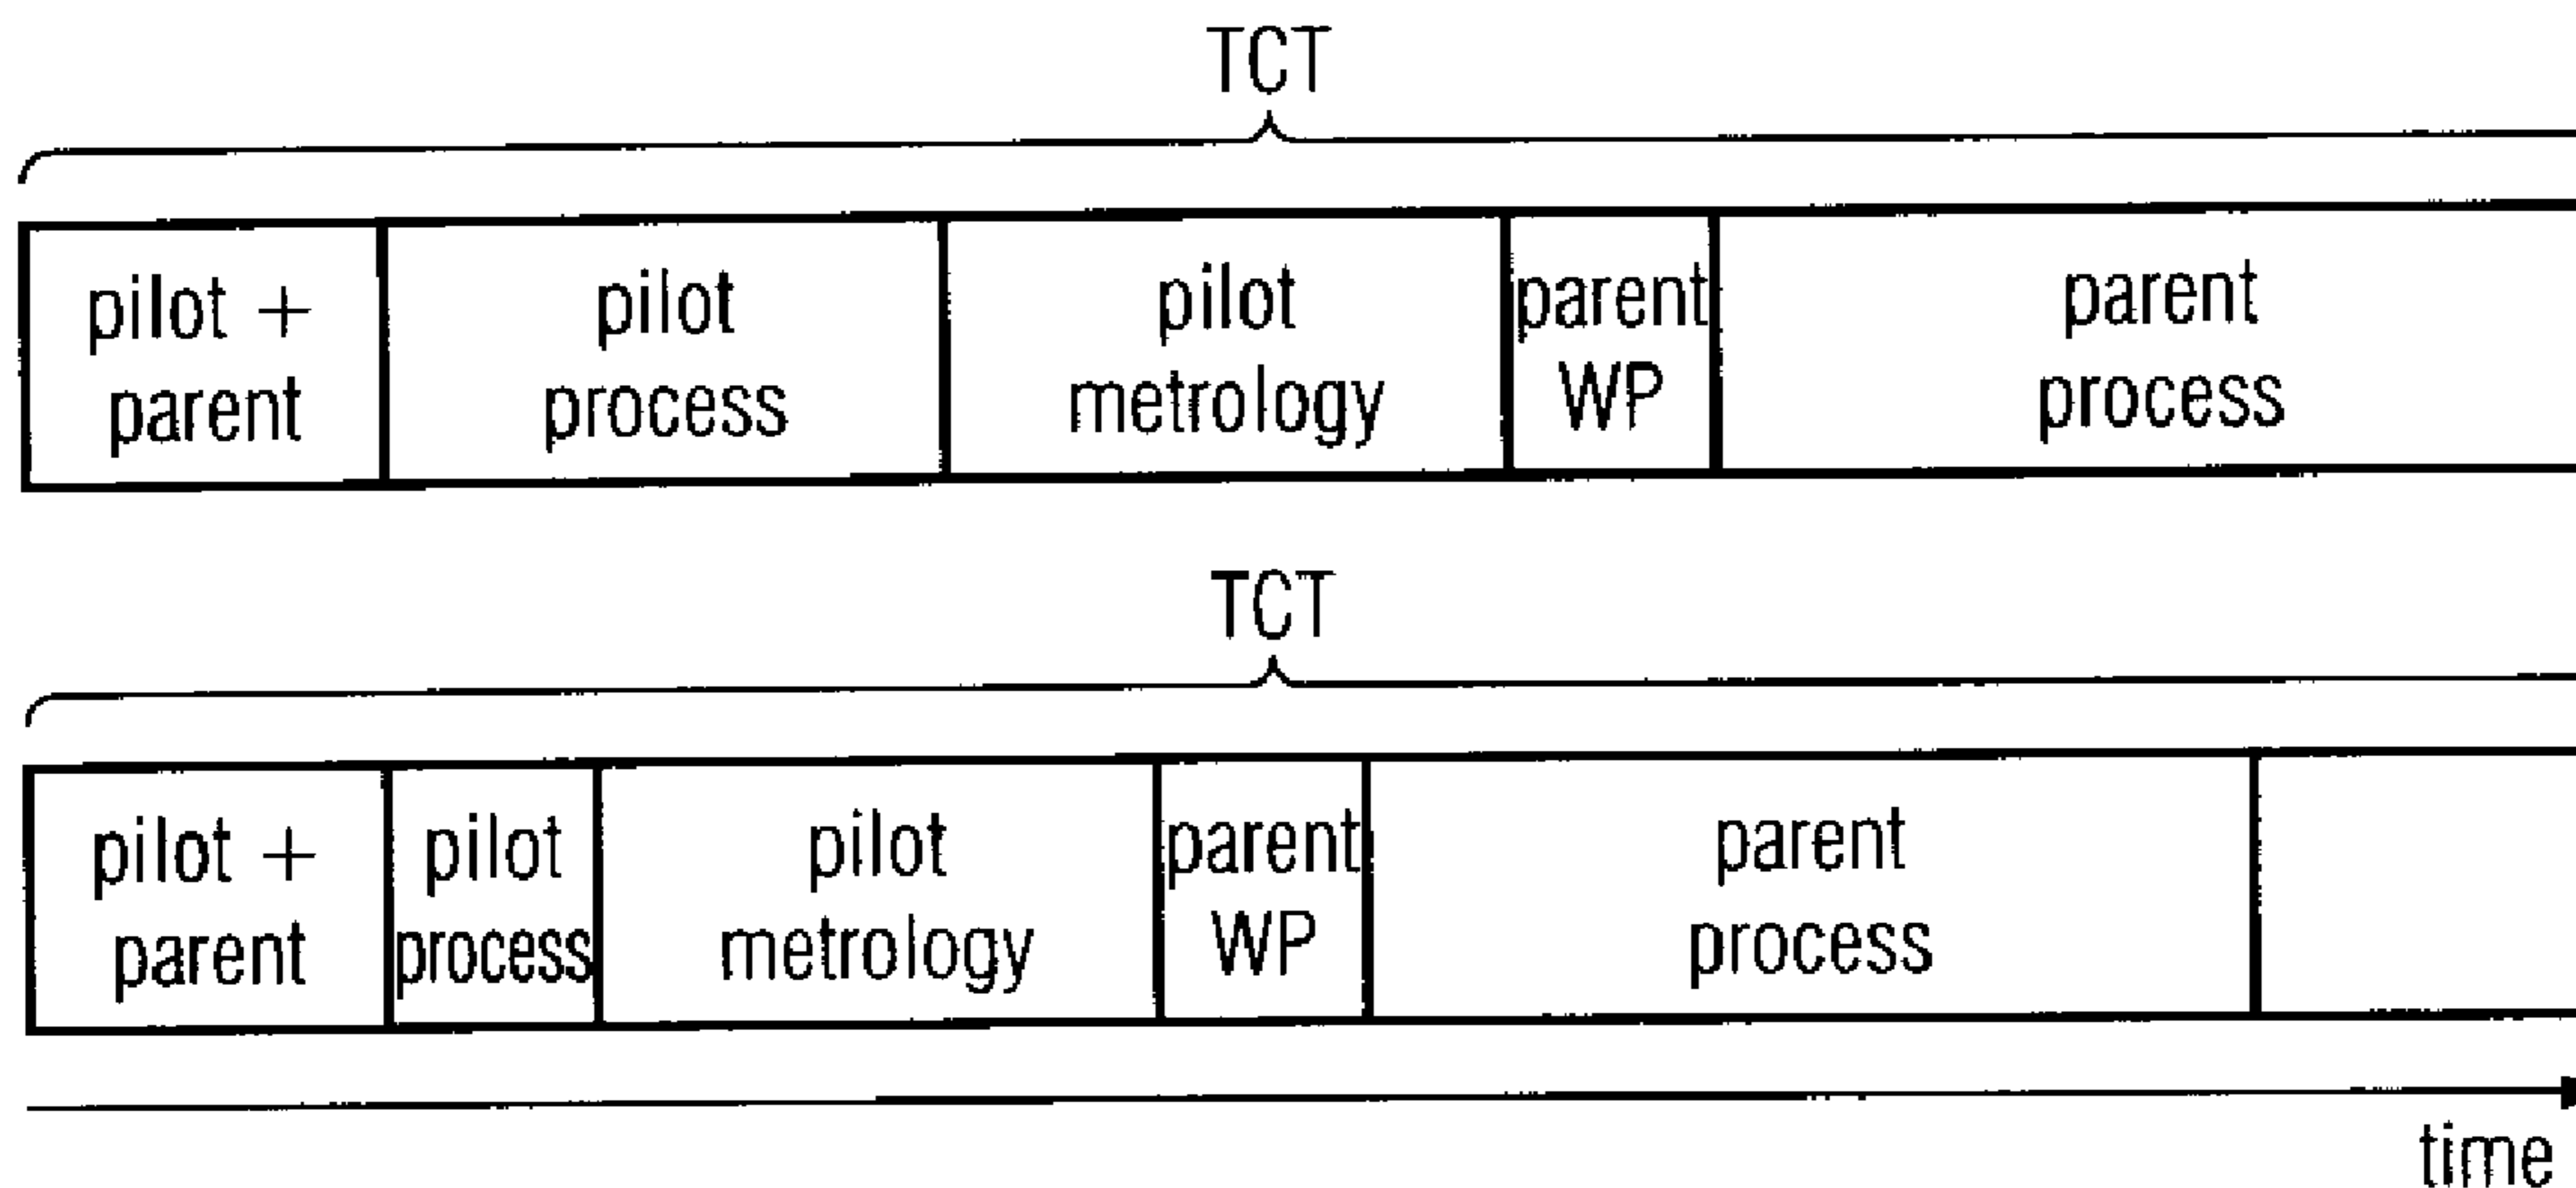 TCT
pilot + parent
pilot process
pilot metrology
parent WP
parent process
TCT
pilot + parent
pilot process
pilot metrology
parent WP
parent process
time